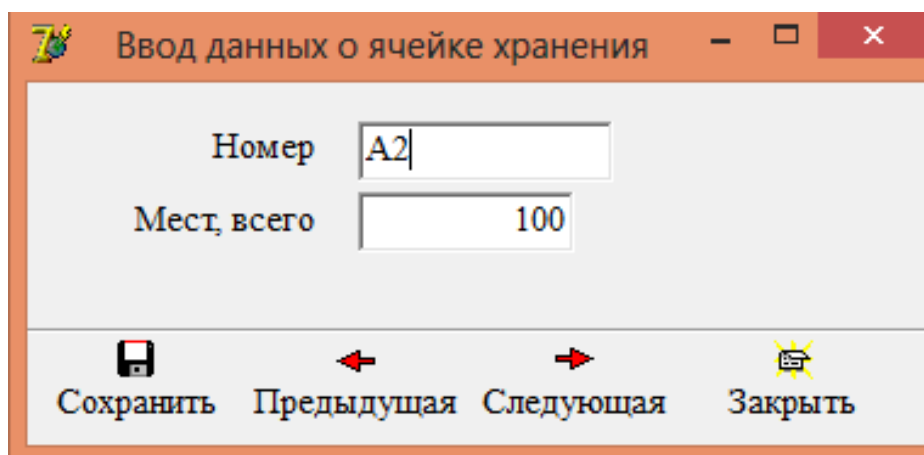 Ввод данных о ячейке хранения
Номер A2
Мест, всего 100
Сохранить Предыдущая Следующая Закрыть